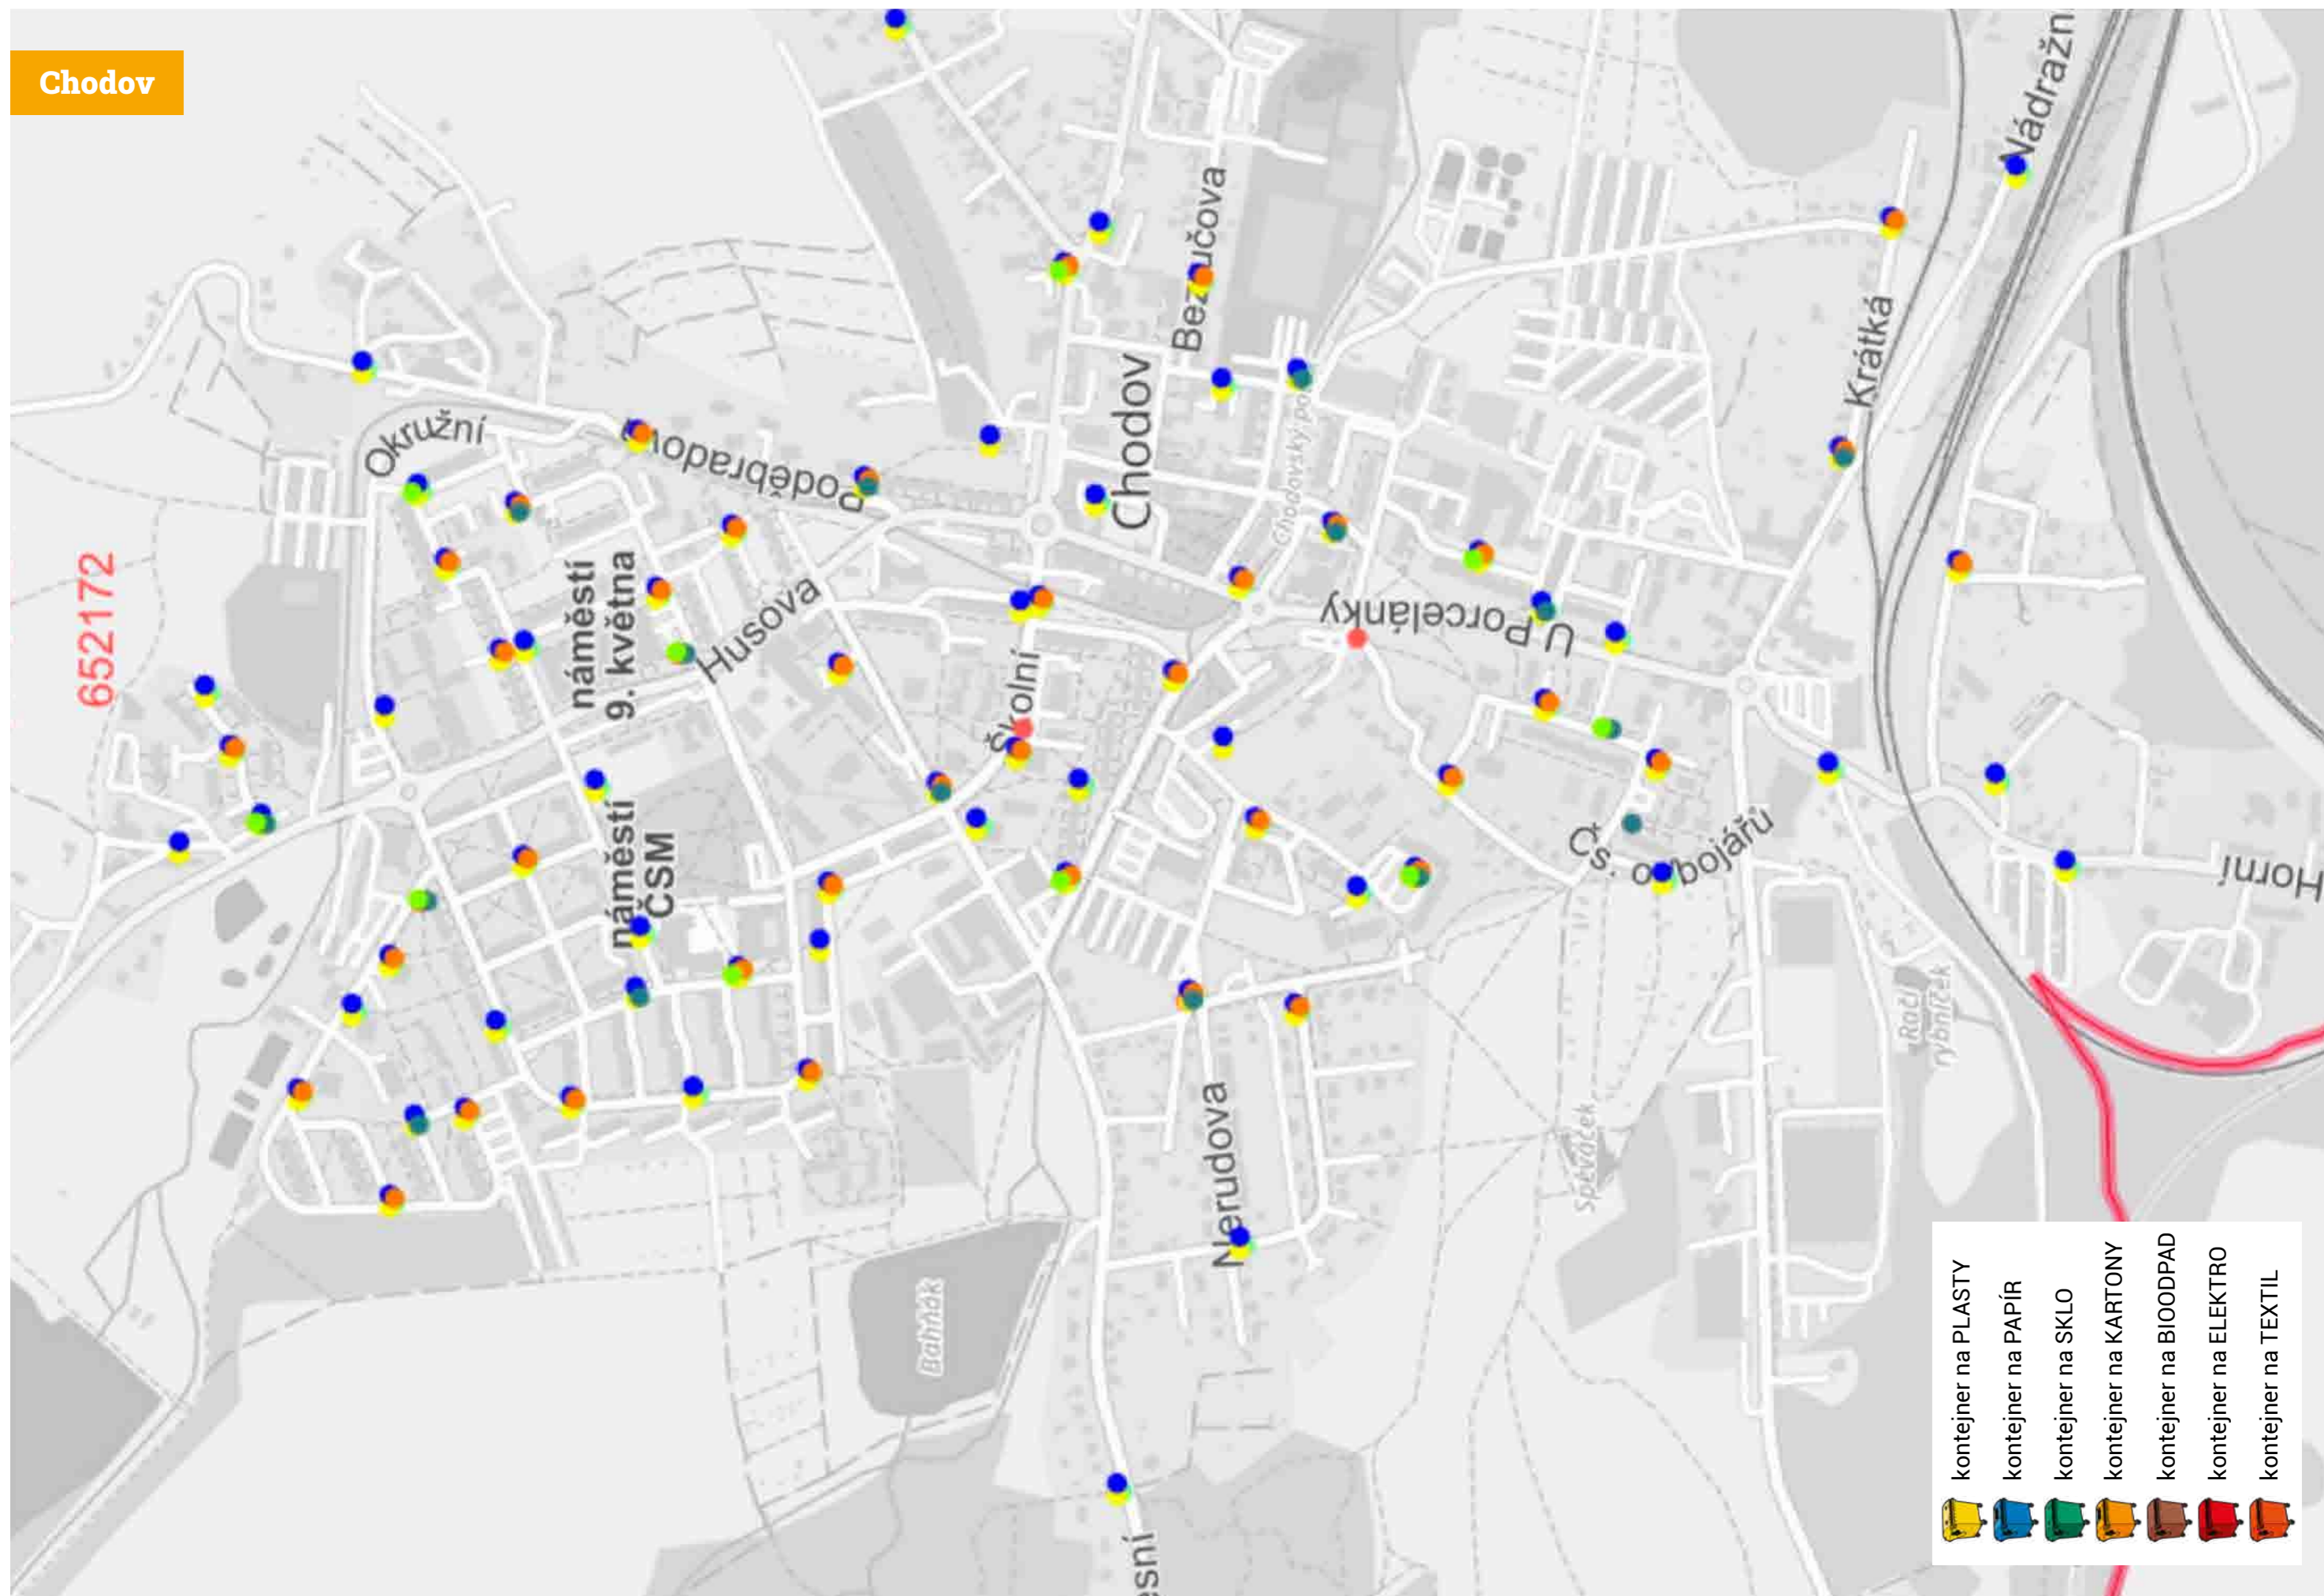 Chodov
652172
Nádražn
Bezručova
Krátká
Okružní
Poděbradova
Chodov
Chodovský pot
náměstí
9. května
Husova
U Porcelánky
Školní
náměstí
ČSM
Čs. odbojářů
Horní
Račí
rybníček
Spěváček
Nerudova
Bahňák
esní
kontejner na PLASTY
kontejner na PAPÍR
kontejner na SKLO
kontejner na KARTONY
kontejner na BIOODPAD
kontejner na ELEKTRO
kontejner na TEXTIL